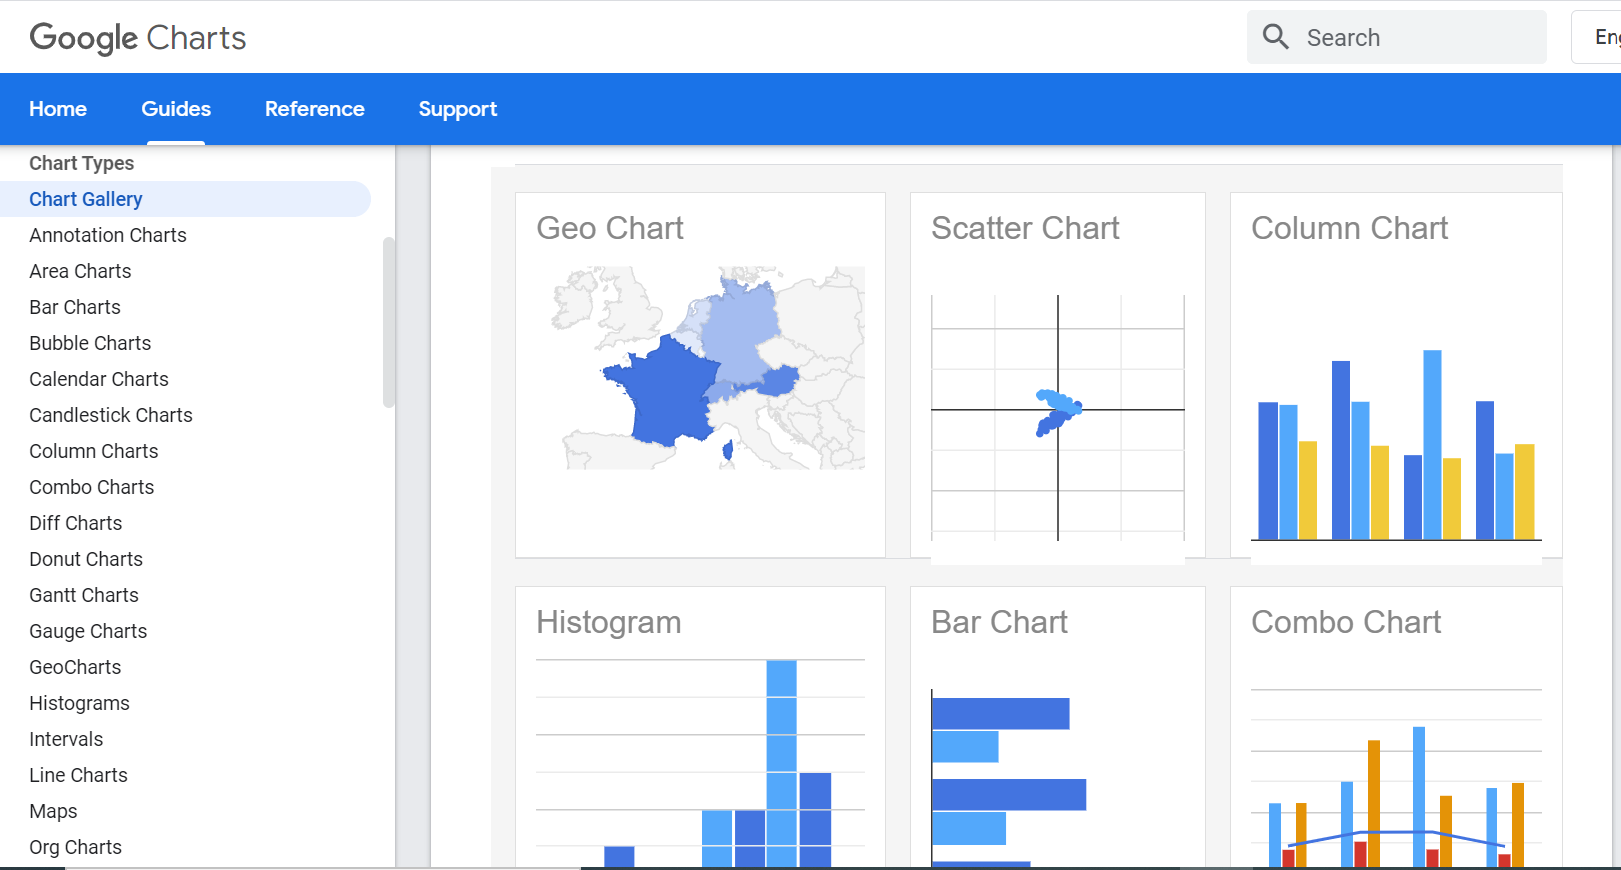 Google Charts
Search
Eng
Home
Guides
Reference
Support
Chart Types
Chart Gallery
Annotation Charts
Area Charts
Bar Charts
Bubble Charts
Calendar Charts
Candlestick Charts
Column Charts
Combo Charts
Diff Charts
Donut Charts
Gantt Charts
Gauge Charts
GeoCharts
Histograms
Intervals
Line Charts
Maps
Org Charts
Geo Chart
Scatter Chart
Column Chart
Histogram
Bar Chart
Combo Chart